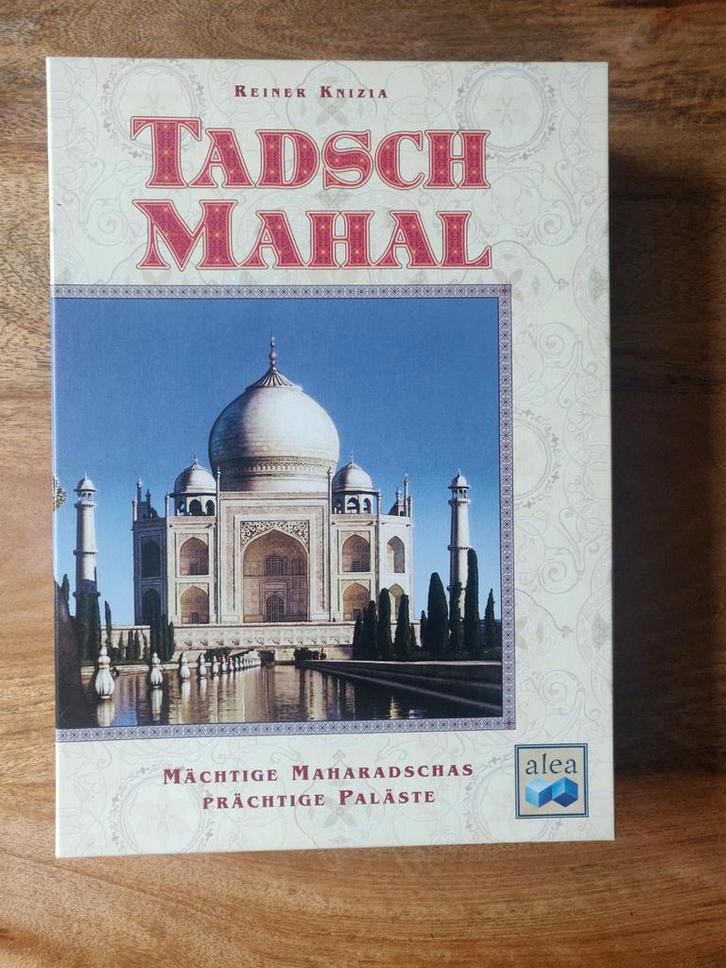 Reiner Knizia
Tadsch
Mahal
Mächtige Maharadschas
prächtige Paläste
alea